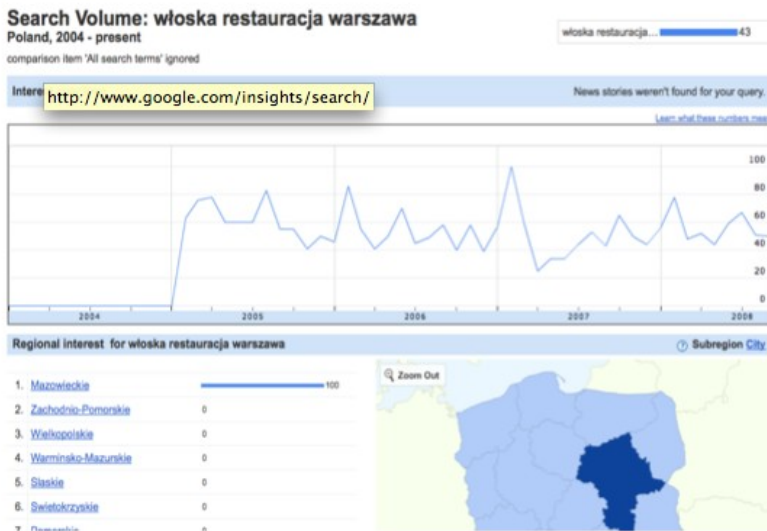 Search Volume: włoska restauracja warszawa
Poland, 2004 - present
włoska restauracja... 43
comparison item 'All search terms' ignored
http://www.google.com/insights/search/
News stories weren't found for your query.
Learn what these numbers mea
100
80
60
40
20
0
2004 2005 2006 2007 2008
Regional interest for włoska restauracja warszawa
Subregion City
Zoom Out
1. Mazowieckie 100
2. Zachodnio-Pomorskie 0
3. Wielkopolskie 0
4. Warminsko-Mazurskie 0
5. Slaskie 0
6. Swietokrzyskie 0